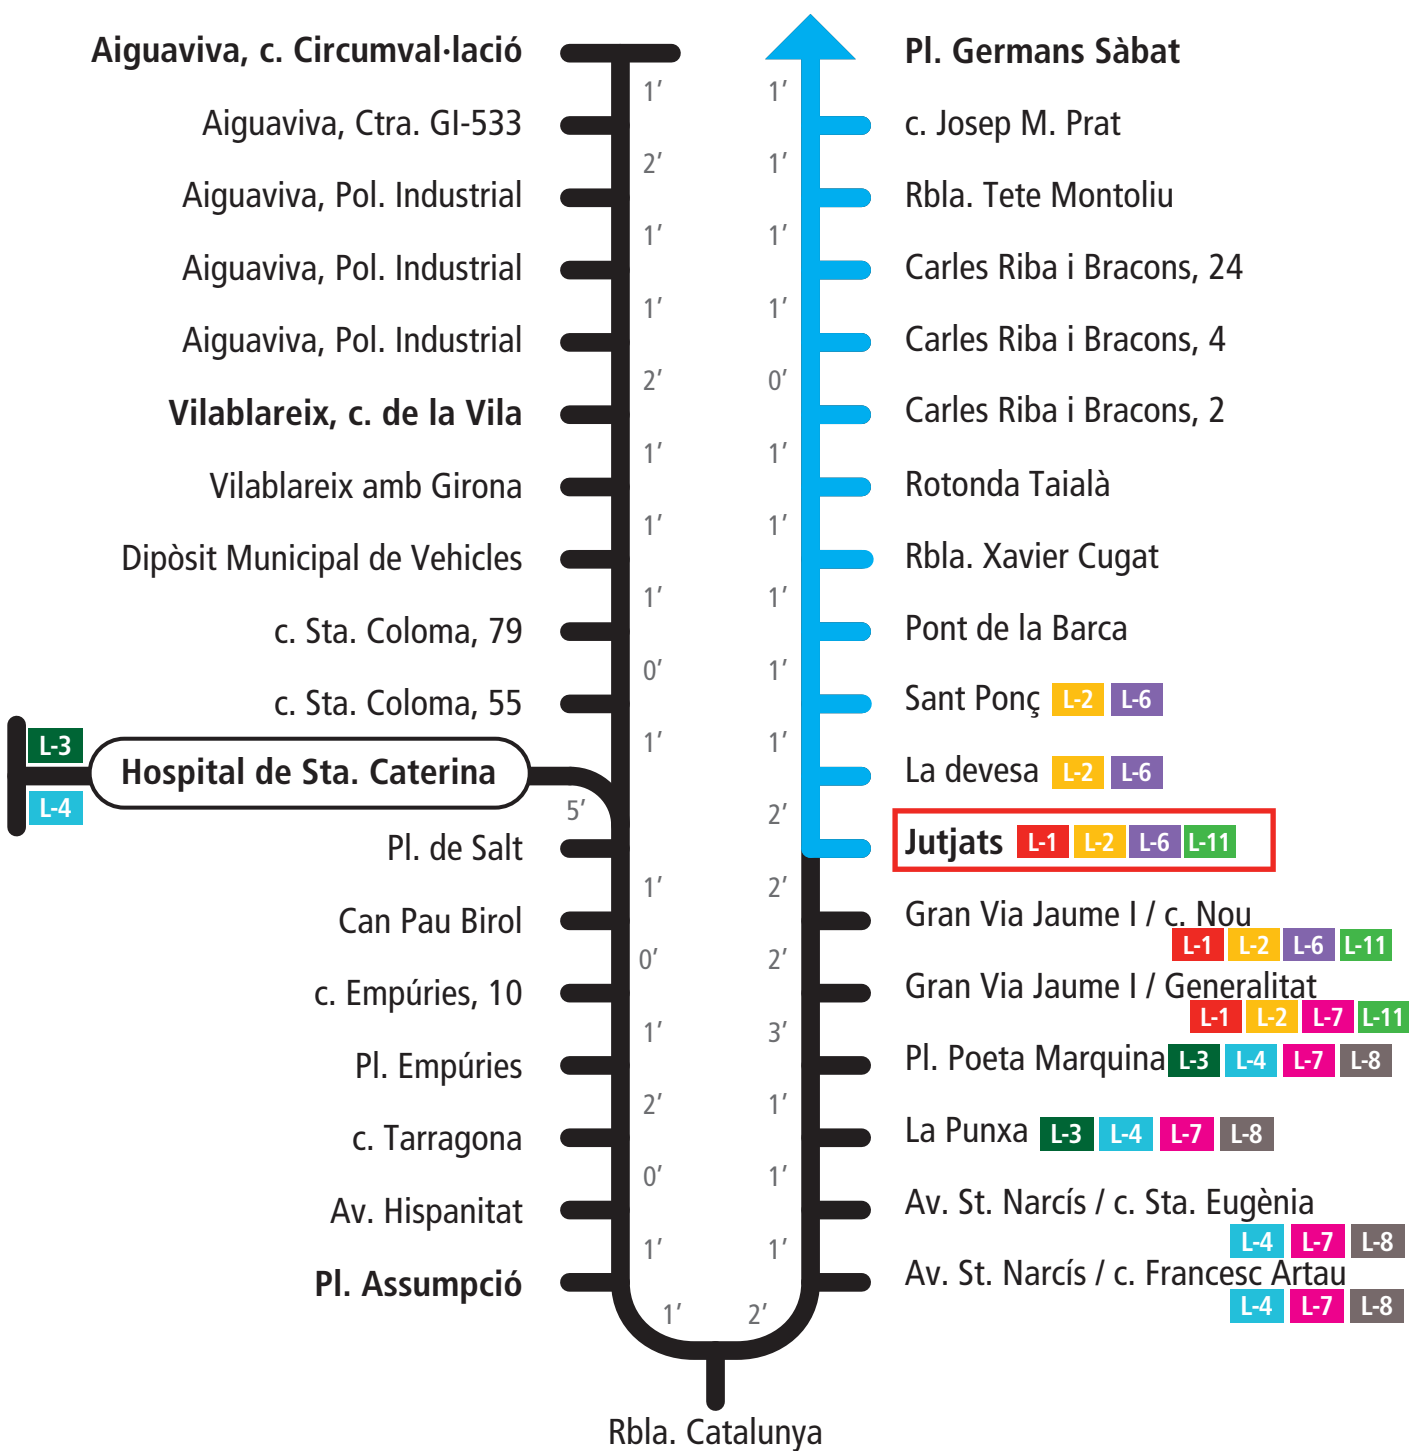 Aiguaviva, c. Circumval·lació
1’
Aiguaviva, Ctra. GI-533
2’
Aiguaviva, Pol. Industrial
1’
Aiguaviva, Pol. Industrial
1’
Aiguaviva, Pol. Industrial
2’
Vilablareix, c. de la Vila
1’
Vilablareix amb Girona
1’
Dipòsit Municipal de Vehicles
1’
c. Sta. Coloma, 79
0’
c. Sta. Coloma, 55
1’
L-3
Hospital de Sta. Caterina
L-4
5’
Pl. de Salt
1’
Can Pau Birol
0’
c. Empúries, 10
1’
Pl. Empúries
2’
c. Tarragona
0’
Av. Hispanitat
1’
Pl. Assumpció
1’
Rbla. Catalunya
Pl. Germans Sàbat
1’
c. Josep M. Prat
1’
Rbla. Tete Montoliu
1’
Carles Riba i Bracons, 24
1’
Carles Riba i Bracons, 4
0’
Carles Riba i Bracons, 2
1’
Rotonda Taialà
1’
Rbla. Xavier Cugat
1’
Pont de la Barca
1’
Sant Ponç L-2 L-6
1’
La devesa L-2 L-6
2’
Jutjats L-1 L-2 L-6 L-11
2’
Gran Via Jaume I / c. Nou
L-1 L-2 L-6 L-11
2’
Gran Via Jaume I / Generalitat
L-1 L-2 L-7 L-11
3’
Pl. Poeta Marquina L-3 L-4 L-7 L-8
1’
La Punxa L-3 L-4 L-7 L-8
1’
Av. St. Narcís / c. Sta. Eugènia
L-4 L-7 L-8
1’
Av. St. Narcís / c. Francesc Artau
L-4 L-7 L-8
2’